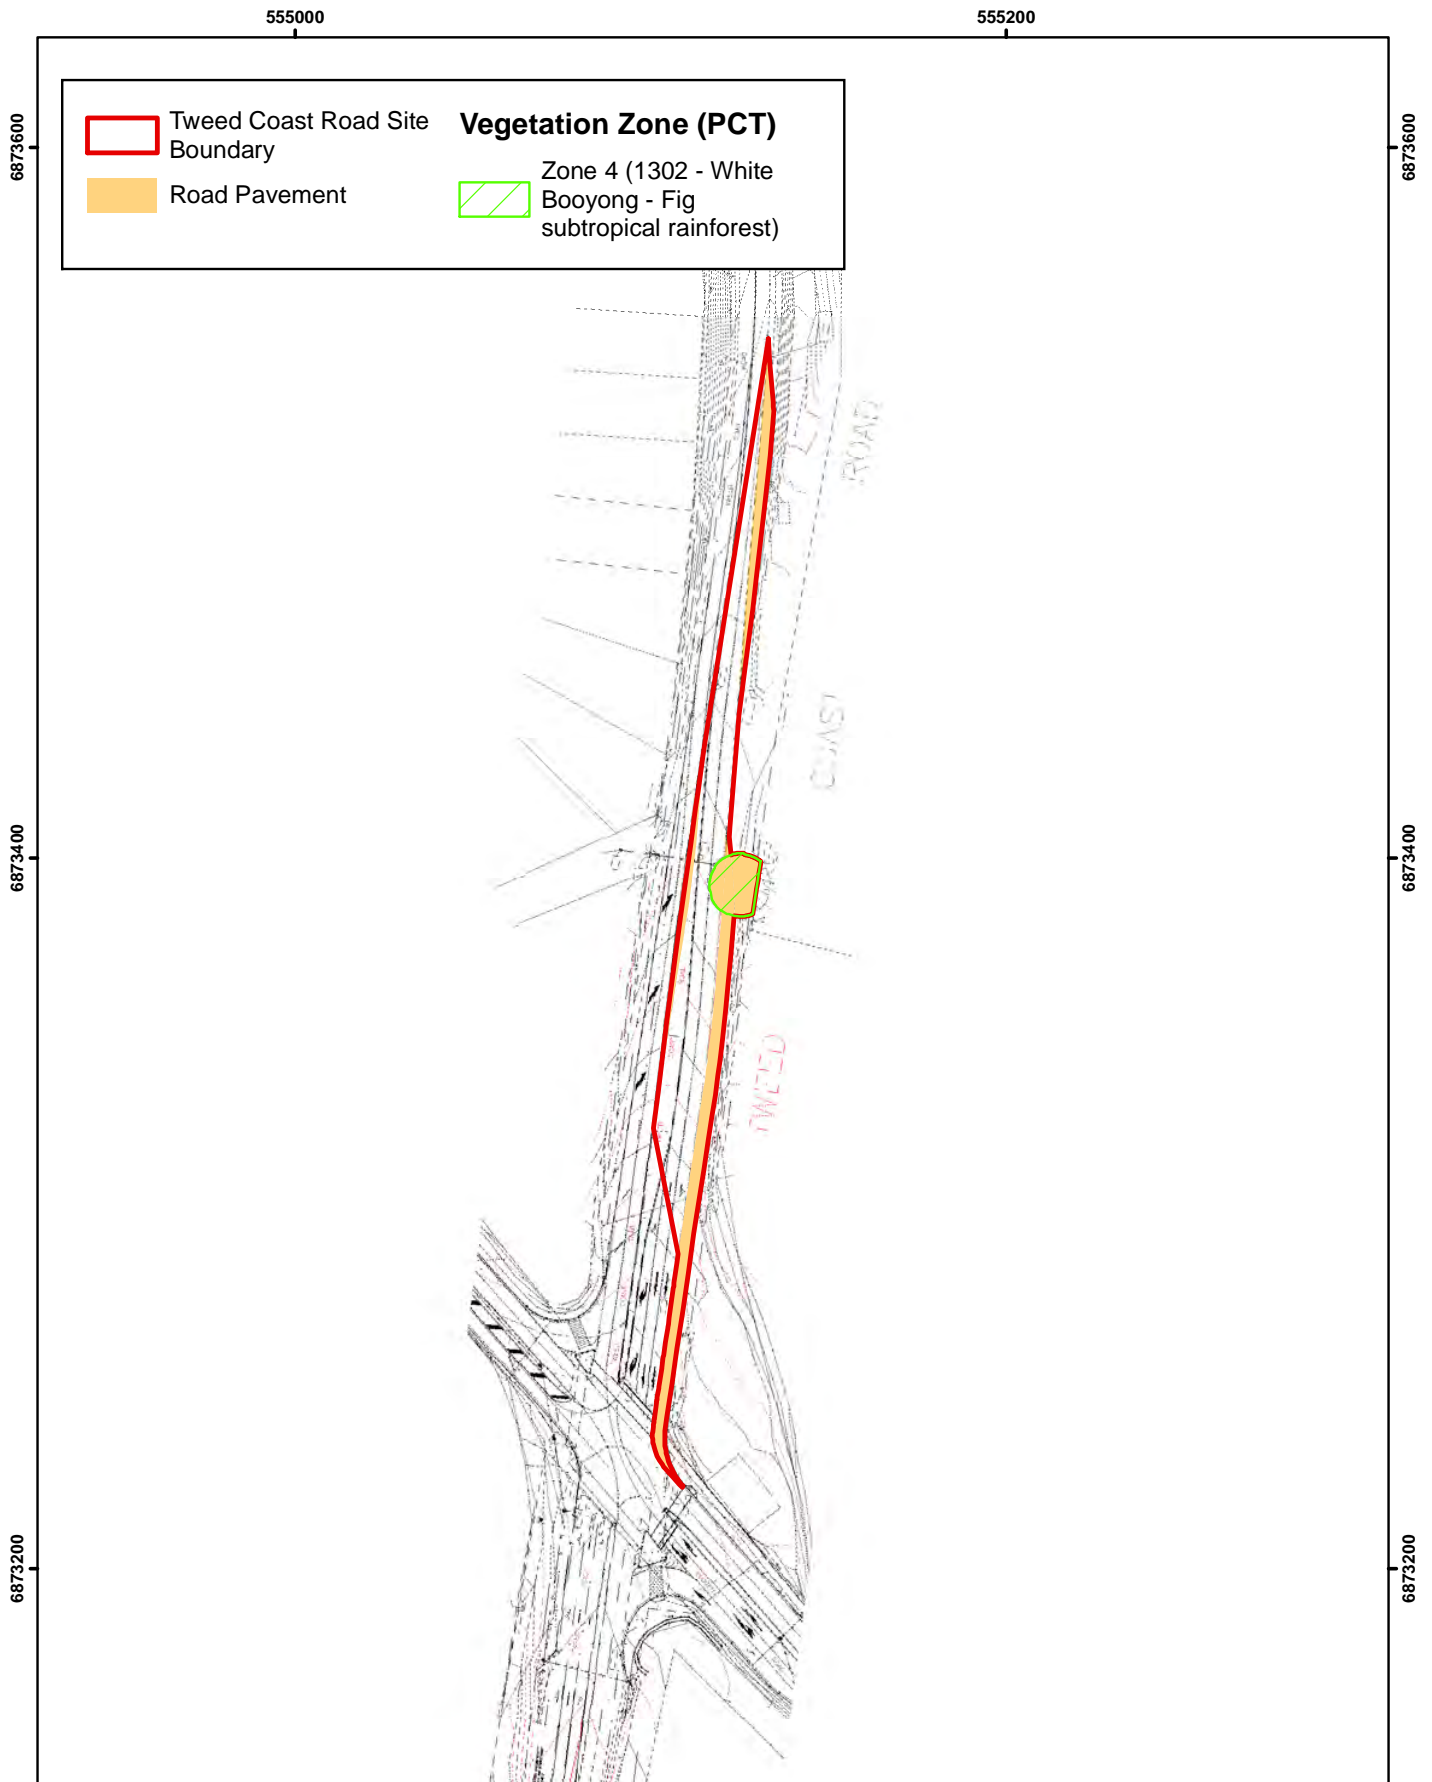 555000
555200
6873600
6873600
Tweed Coast Road Site
Boundary
Road Pavement
Vegetation Zone (PCT)
Zone 4 (1302 - White
Booyong - Fig
subtropical rainforest)
ROAD
COAST
6873400
6873400
TWEED
6873200
6873200